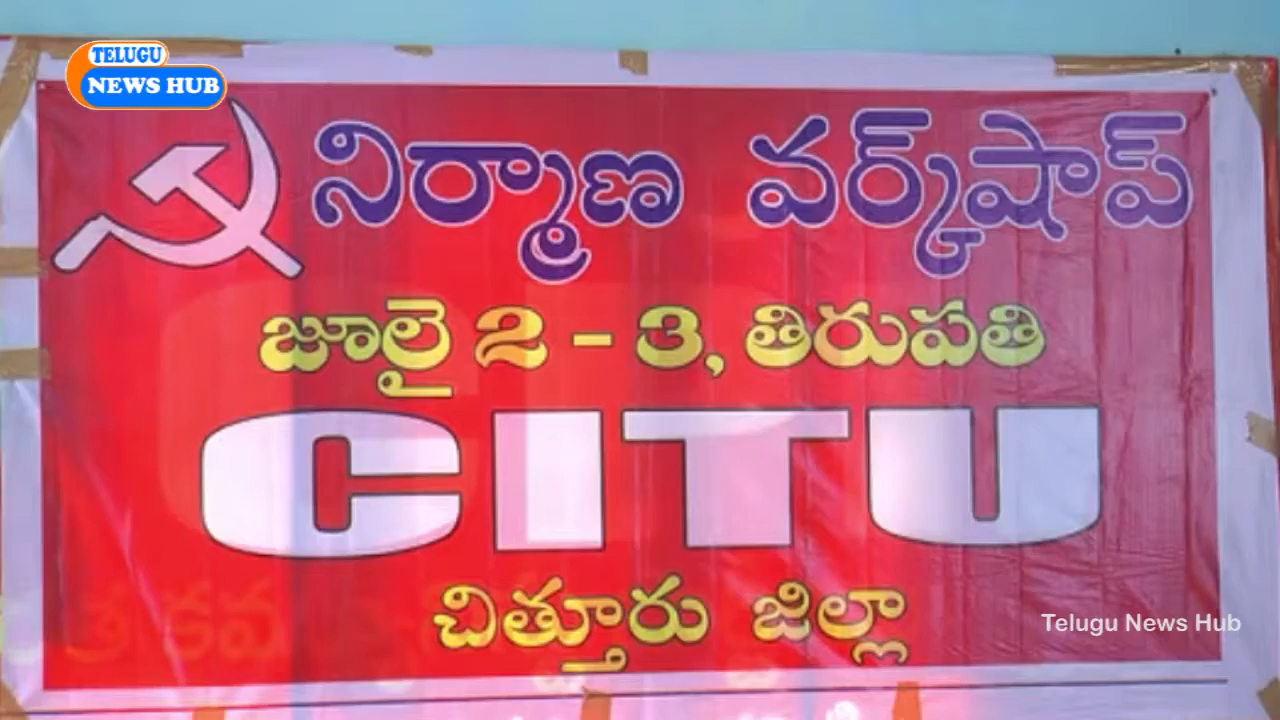 TELUGU
NEWS HUB
నిర్మాణ వర్క్‌షాప్
జూలై 2 - 3, తిరుపతి
CITU
చిత్తూరు జిల్లా
Telugu News Hub